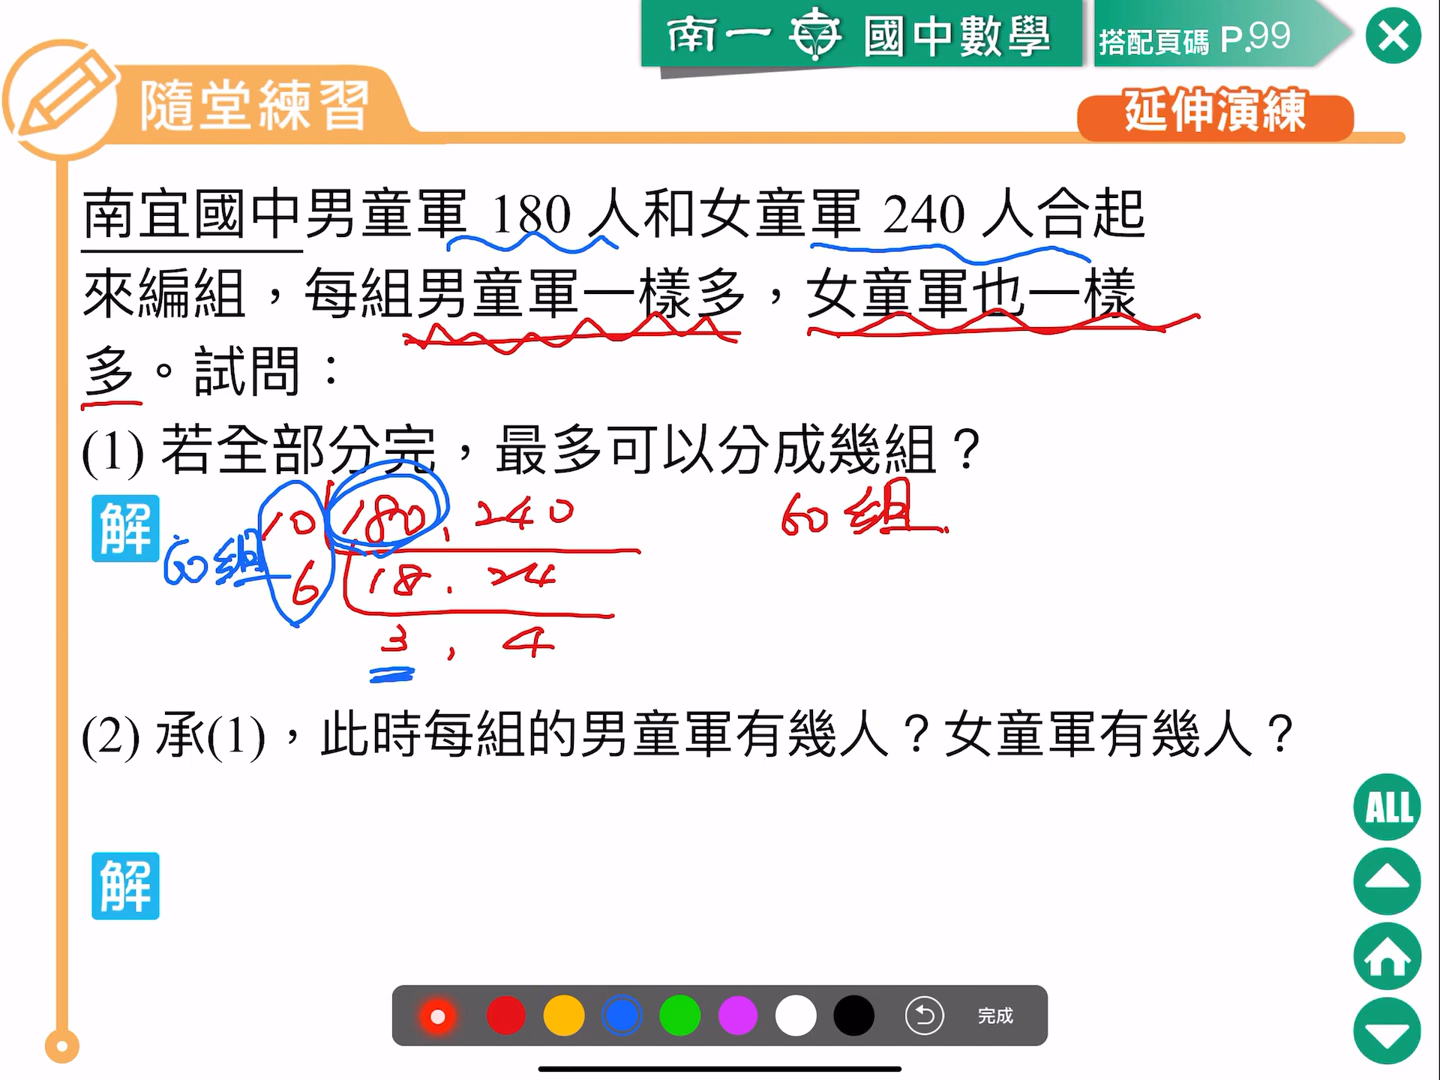 南一 國中數學
搭配頁碼 P.99
隨堂練習
延伸演練
南宜國中男童軍 180 人和女童軍 240 人合起
來編組，每組男童軍一樣多，女童軍也一樣
多。試問：
(1) 若全部分完，最多可以分成幾組？
解
10 180, 240
60組
60組
6 18, 24
3, 4
(2) 承(1)，此時每組的男童軍有幾人？女童軍有幾人？
解
ALL
完成